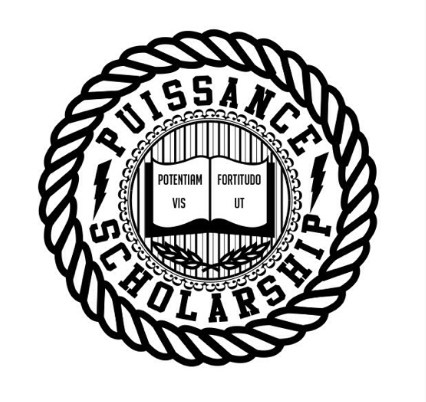 PUISSANCE
POTENTIAM
VIS
FORTITUDO
UT
SCHOLARSHIP